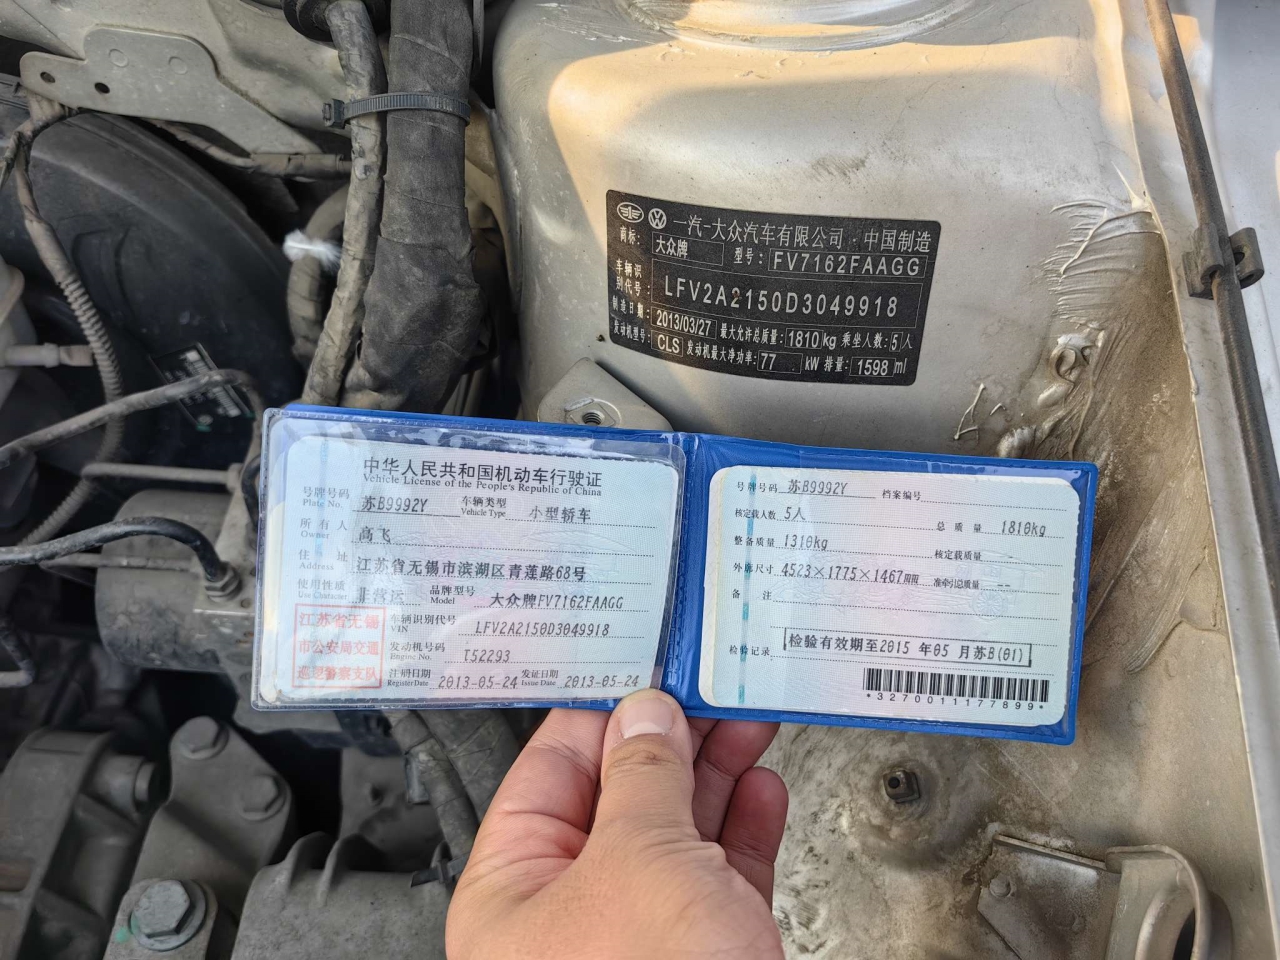 一汽-大众汽车有限公司·中国制造
商标: 大众牌 型号: FV7162FAAGG
车辆识别代号: LFV2A2150D3049918
制造日期: 2013/03/27 最大允许总质量: 1810 kg 乘坐人数: 5 人
发动机型号: CLS 发动机最大净功率: 77 kW 排量: 1598 ml
中华人民共和国机动车行驶证
Vehicle License of the People's Republic of China
号牌号码 苏B9992Y 车辆类型 小型轿车
Plate No. Vehicle Type
所有人 高飞
Owner
住址 江苏省无锡市滨湖区青莲路68号
Address
使用性质 非营运 品牌型号 大众牌FV7162FAAGG
Use Character Model
江苏省无锡
市公安局交通
巡逻警察支队
车辆识别代号 LFV2A2150D3049918
VIN
发动机号码 T52293
Engine No.
注册日期 2013-05-24 发证日期 2013-05-24
Register Date Issue Date
号牌号码 苏B9992Y 档案编号
核定载人数 5人 总质量 1810kg
整备质量 1310kg 核定载质量 --
外廓尺寸 4523×1775×1467 准牵引总质量 --
备注
检验记录 检验有效期至2015年05月苏B(01)
*3270011177899*